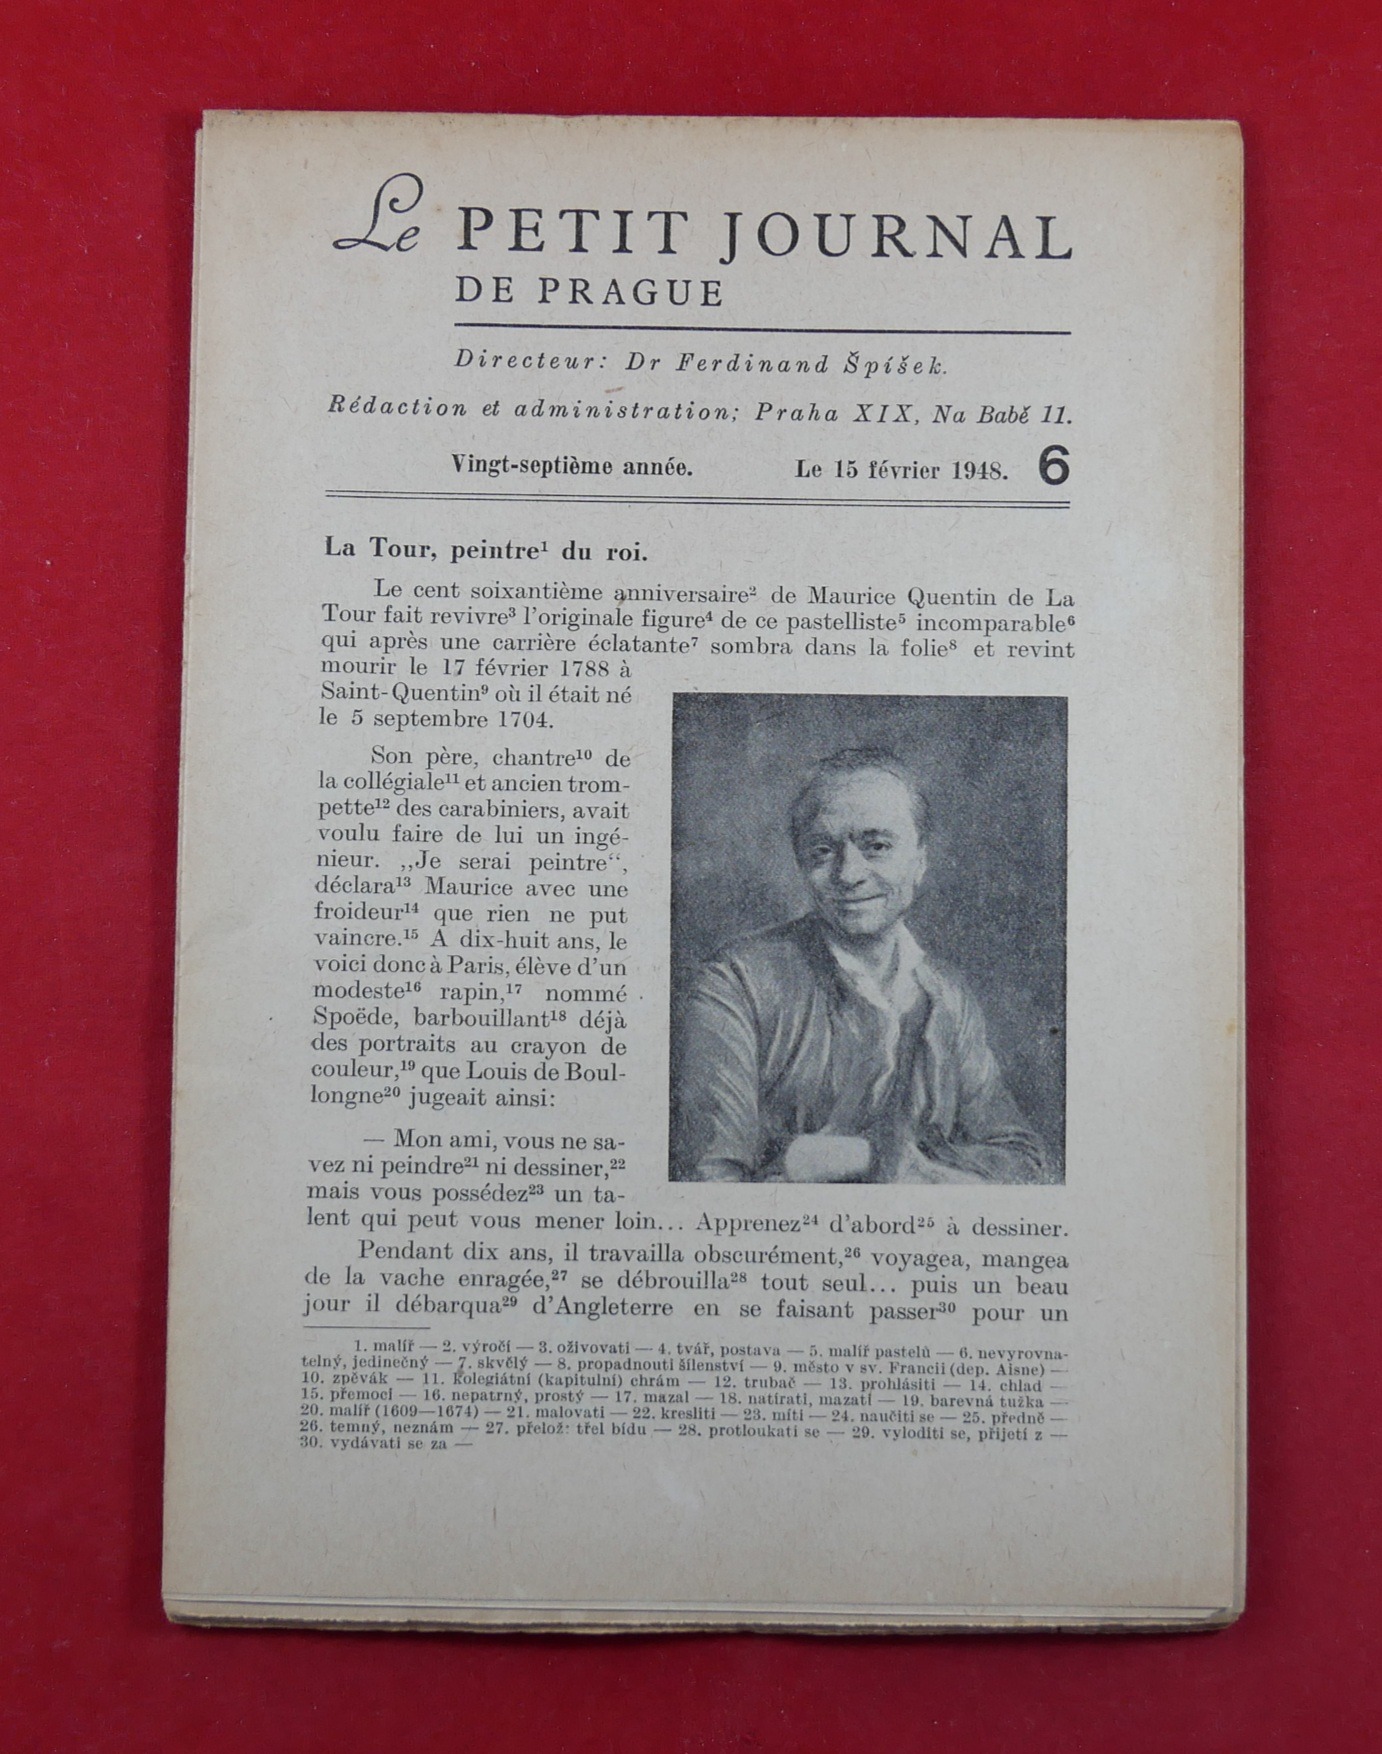 Le PETIT JOURNAL
DE PRAGUE
Directeur: Dr Ferdinand Špíšek.
Rédaction et administration; Praha XIX, Na Babě 11.
Vingt-septième année. Le 15 février 1948. 6
La Tour, peintre¹ du roi.
Le cent soixantième anniversaire² de Maurice Quentin de La
Tour fait revivre³ l'originale figure⁴ de ce pastelliste⁵ incomparable⁶
qui après une carrière éclatante⁷ sombra dans la folie⁸ et revint
mourir le 17 février 1788 à
Saint-Quentin⁹ où il était né
le 5 septembre 1704.
Son père, chantre¹⁰ de
la collégiale¹¹ et ancien trom-
pette¹² des carabiniers, avait
voulu faire de lui un ingé-
nieur. „Je serai peintre“,
déclara¹³ Maurice avec une
froideur¹⁴ que rien ne put
vaincre.¹⁵ A dix-huit ans, le
voici donc à Paris, élève d'un
modeste¹⁶ rapin,¹⁷ nommé
Spoëde, barbouillant¹⁸ déjà
des portraits au crayon de
couleur,¹⁹ que Louis de Boul-
longne²⁰ jugeait ainsi:
— Mon ami, vous ne sa-
vez ni peindre²¹ ni dessiner,²²
mais vous possédez²³ un ta-
lent qui peut vous mener loin... Apprenez²⁴ d'abord²⁵ à dessiner.
Pendant dix ans, il travailla obscurément,²⁶ voyagea, mangea
de la vache enragée,²⁷ se débrouilla²⁸ tout seul... puis un beau
jour il débarqua²⁹ d'Angleterre en se faisant passer³⁰ pour un
1. malíř — 2. výročí — 3. oživovati — 4. tvář, postava — 5. malíř pastelů — 6. nevyrovna-
telný, jedinečný — 7. skvělý — 8. propadnouti šílenství — 9. město v sv. Francii (dep. Aisne) —
10. zpěvák — 11. kolegiátní (kapitulní) chrám — 12. trubač — 13. prohlásiti — 14. chlad —
15. přemoci — 16. nepatrný, prostý — 17. mazal — 18. natírati, mazati — 19. barevná tužka —
20. malíř (1609—1674) — 21. malovati — 22. kresliti — 23. míti — 24. naučiti se — 25. předně —
26. temný, neznám — 27. přelož: třel bídu — 28. protloukati se — 29. vyloditi se, přijeti z —
30. vydávati se za —